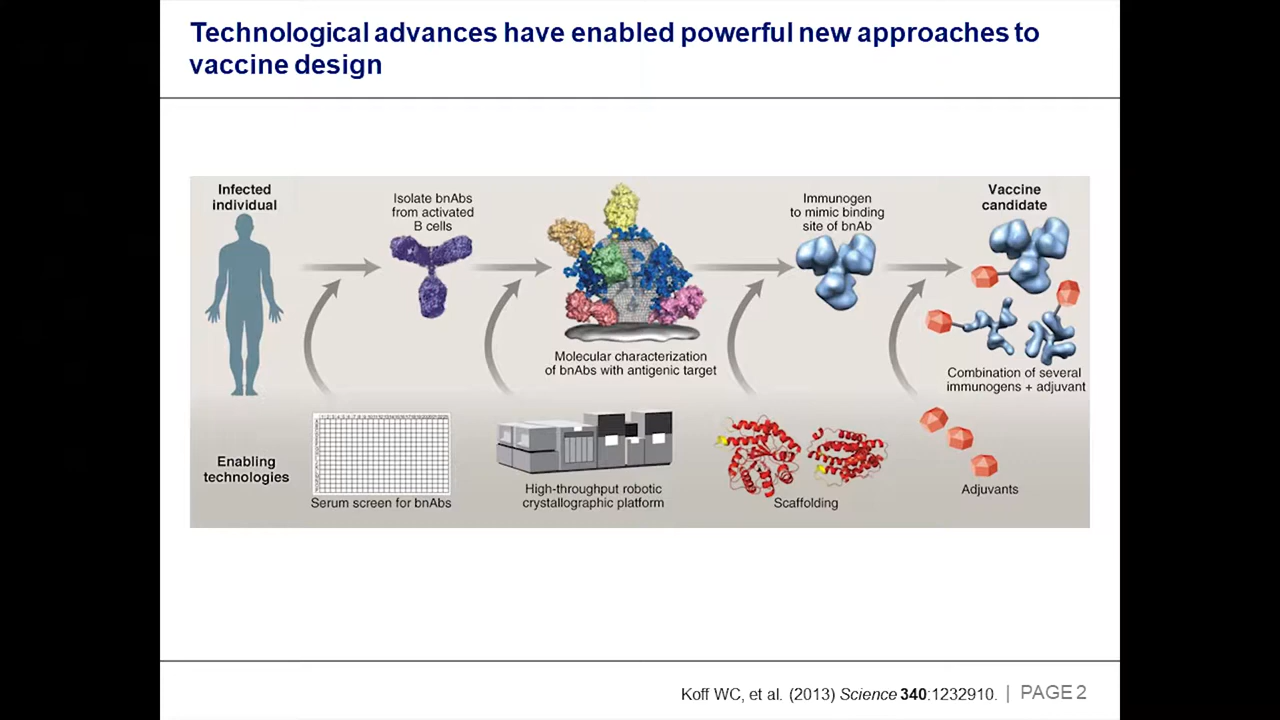 Technological advances have enabled powerful new approaches to
vaccine design
Infected
individual
Isolate bnAbs
from activated
B cells
Molecular characterization
of bnAbs with antigenic target
Immunogen
to mimic binding
site of bnAb
Vaccine
candidate
Combination of several
immunogens + adjuvant
Enabling
technologies
Serum screen for bnAbs
High-throughput robotic
crystallographic platform
Scaffolding
Adjuvants
Koff WC, et al. (2013) Science 340:1232910. | PAGE 2